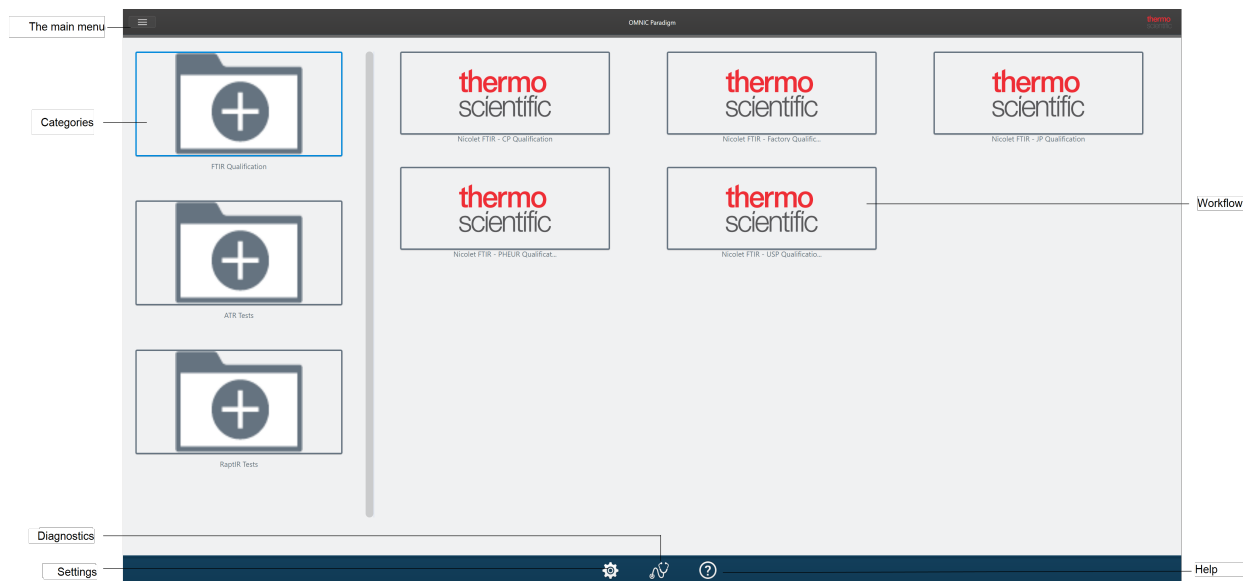 The main menu
OMNIC Paradigm
thermo
scientific
Categories
FTIR Qualification
thermo
scientific
Nicolet FTIR - CP Qualification
thermo
scientific
Nicolet FTIR - Factory Qualific...
thermo
scientific
Nicolet FTIR - JP Qualification
thermo
scientific
Nicolet FTIR - PHEUR Qualificat...
thermo
scientific
Nicolet FTIR - USP Qualificatio...
Workflow
ATR Tests
RaptIR Tests
Diagnostics
Settings
Help